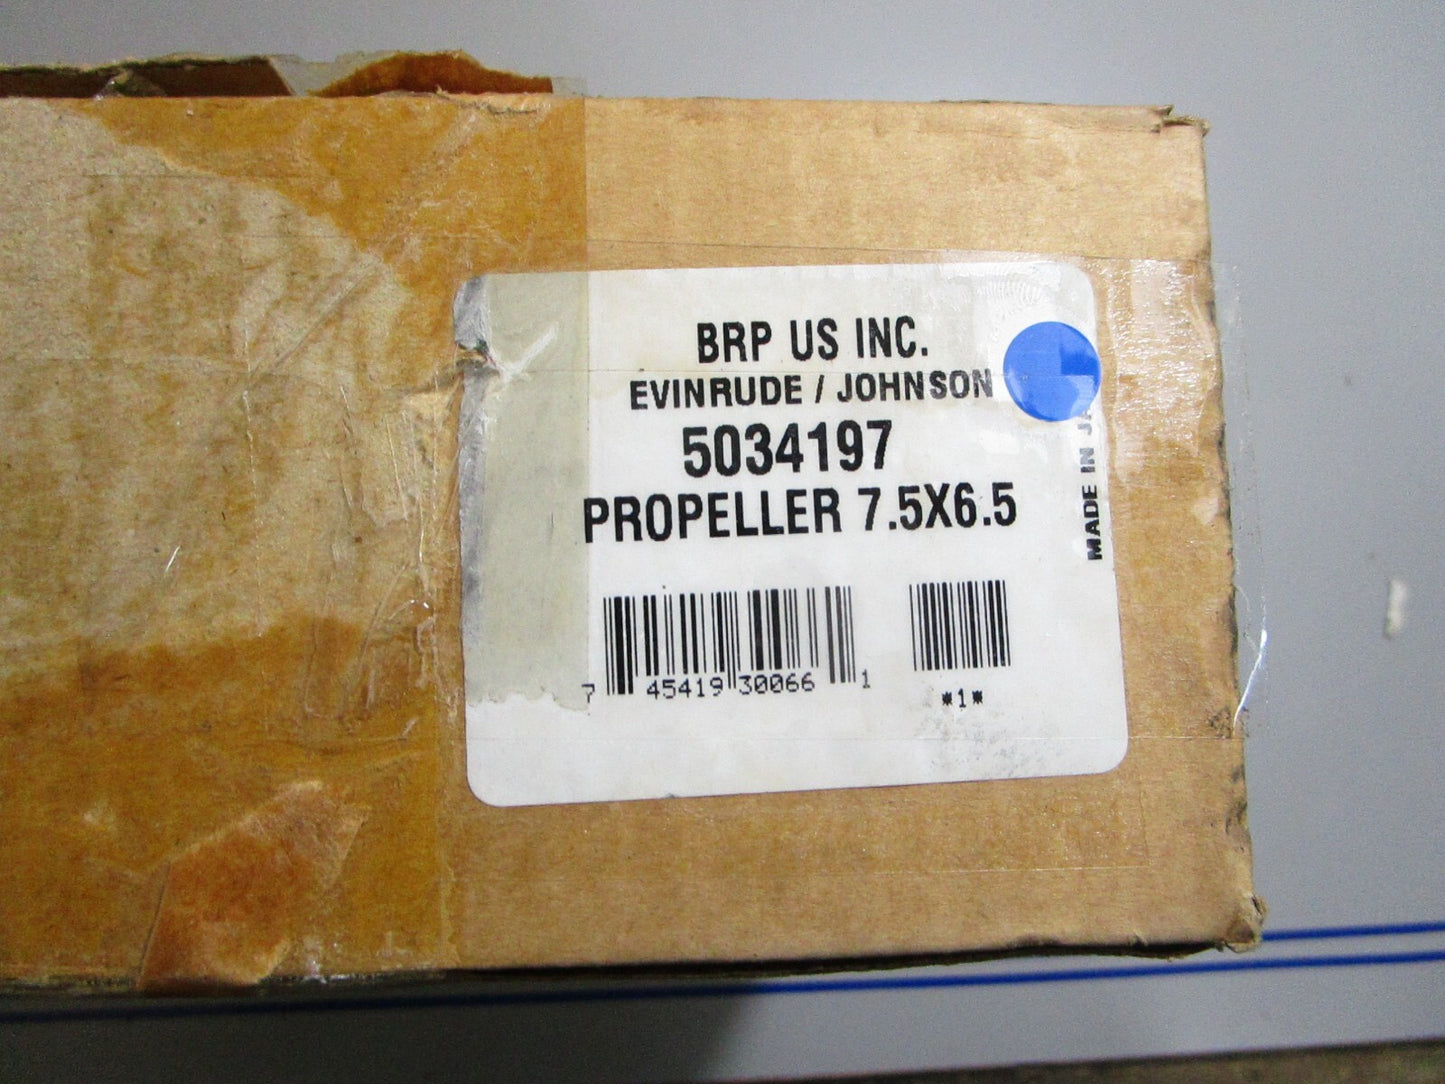 BRP US INC.
EVINRUDE / JOHNSON
5034197
PROPELLER 7.5X6.5
MADE IN
7 45419 30066 1
*1*